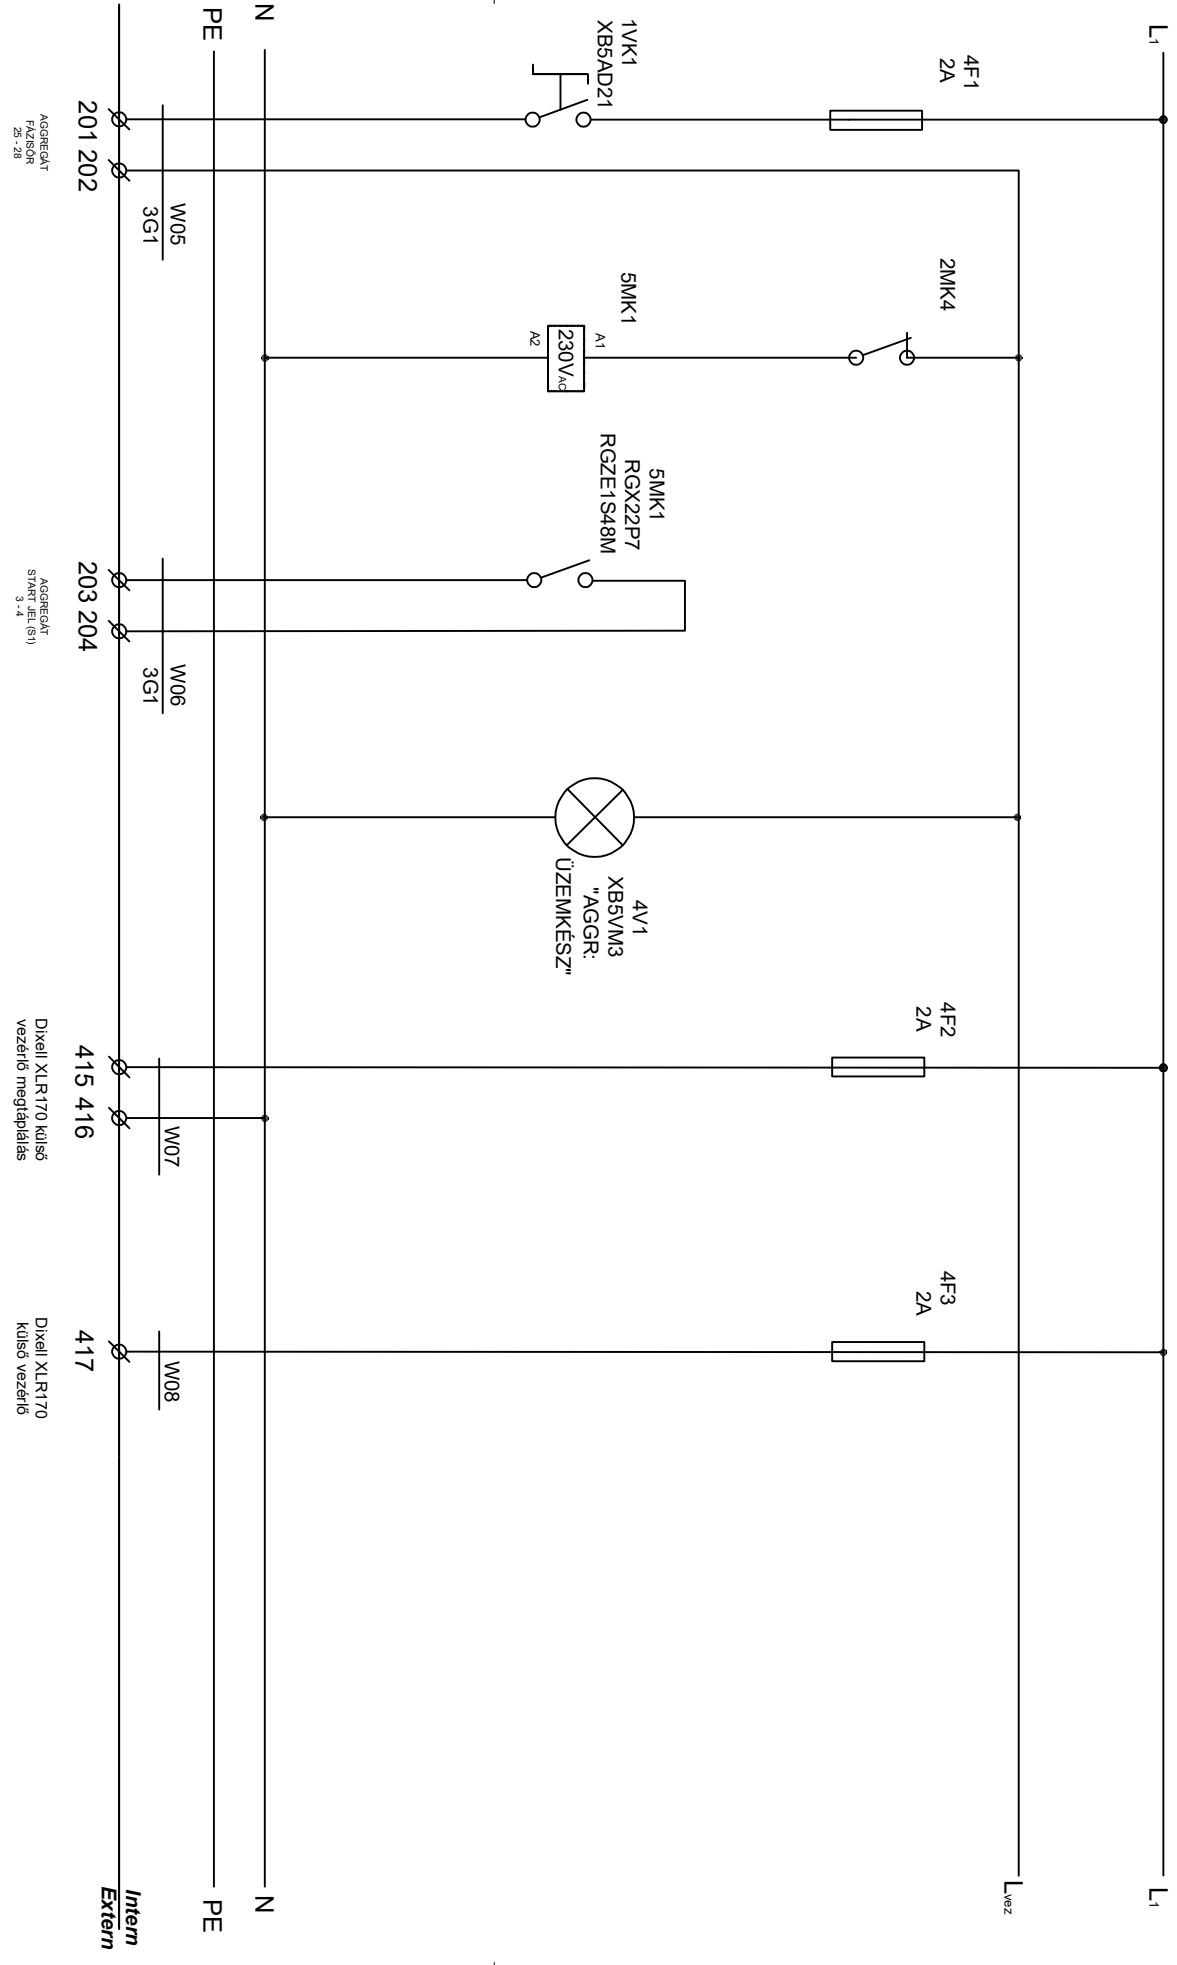 L1
4F1
2A
1VK1
XB5AD21
N
PE
201 202
AGGREGÁT
FÁZISŐR
25 - 28
W05
3G1
2MK4
5MK1
A1
230VAC
A2
5MK1
RGX22P7
RGZE1S48M
203 204
AGGREGÁT
START JEL (S1)
3 - 4
W06
3G1
4V1
XB5VM3
"AGGR.
ÜZEMKÉSZ"
4F2
2A
415 416
W07
Dixell XLR170 külső
vezérlő megtáplálás
4F3
2A
417
W08
Dixell XLR170
külső vezérlő
L1
Lvez
N
PE
Intern
Extern